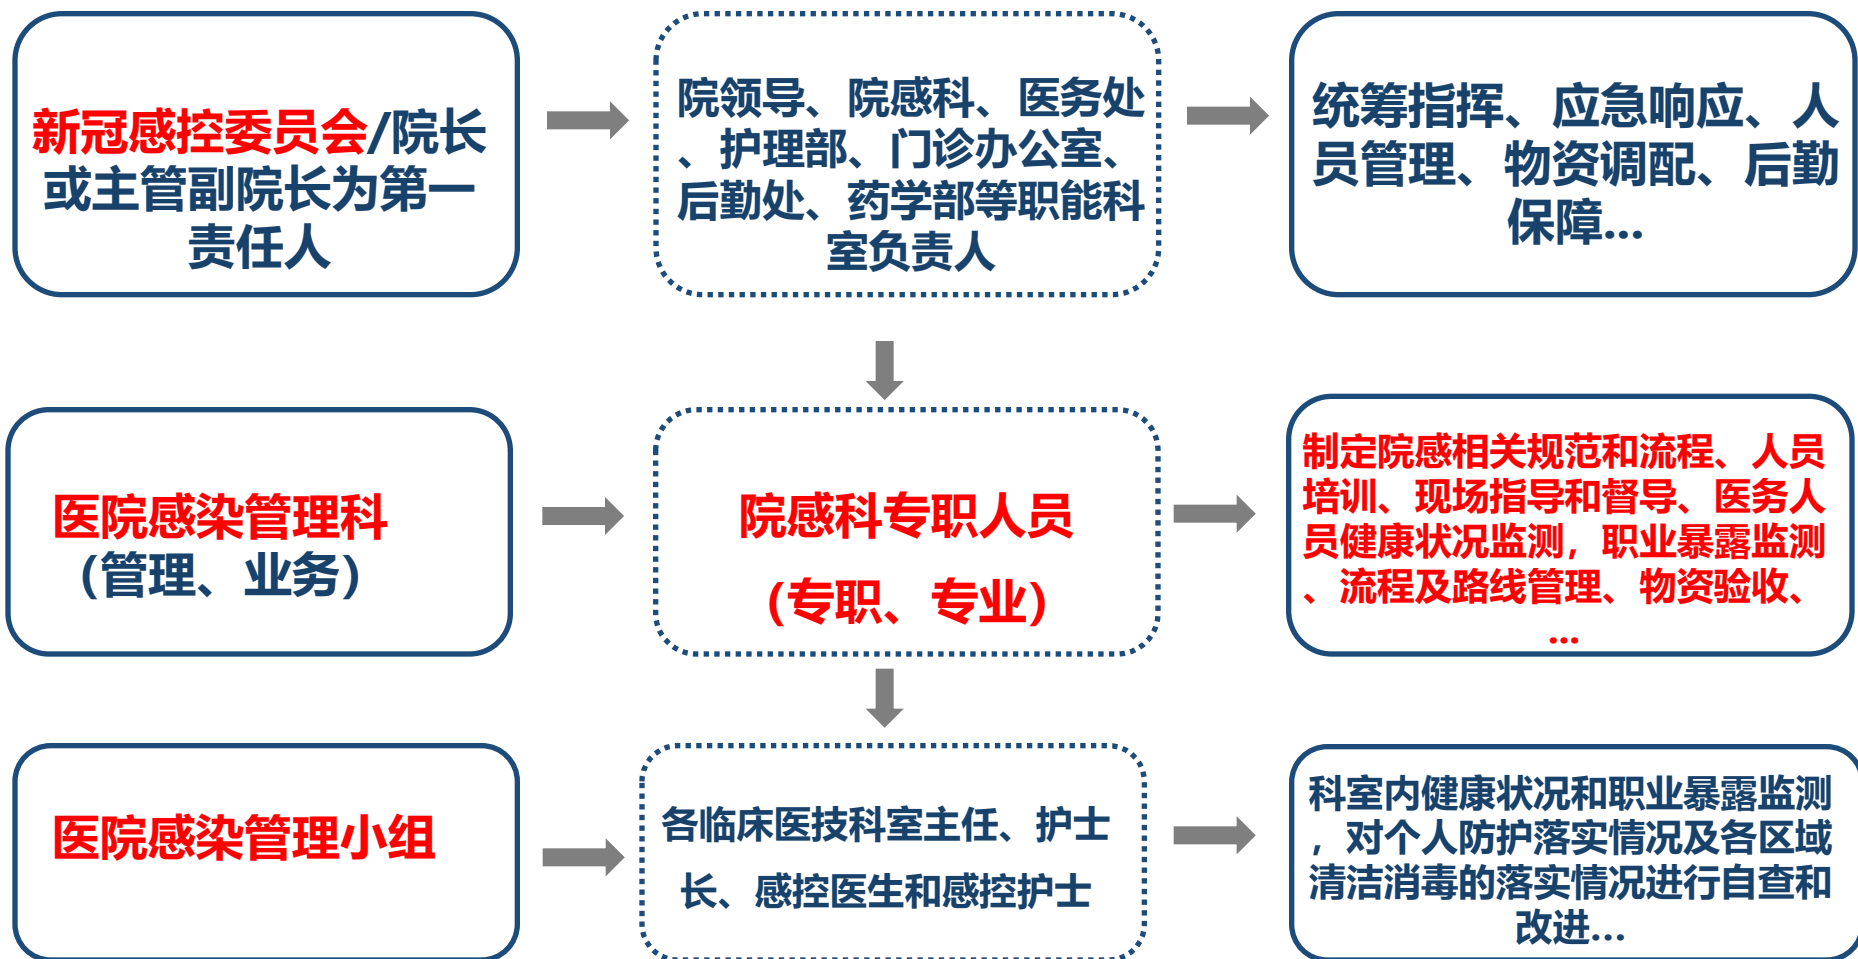 新冠感控委员会/院长
或主管副院长为第一
责任人
院领导、院感科、医务处
、护理部、门诊办公室、
后勤处、药学部等职能科
室负责人
统筹指挥、应急响应、人
员管理、物资调配、后勤
保障...
医院感染管理科
（管理、业务）
院感科专职人员
（专职、专业）
制定院感相关规范和流程、人员
培训、现场指导和督导、医务人
员健康状况监测，职业暴露监测
、流程及路线管理、物资验收、
...
医院感染管理小组
各临床医技科室主任、护士
长、感控医生和感控护士
科室内健康状况和职业暴露监测
，对个人防护落实情况及各区域
清洁消毒的落实情况进行自查和
改进...